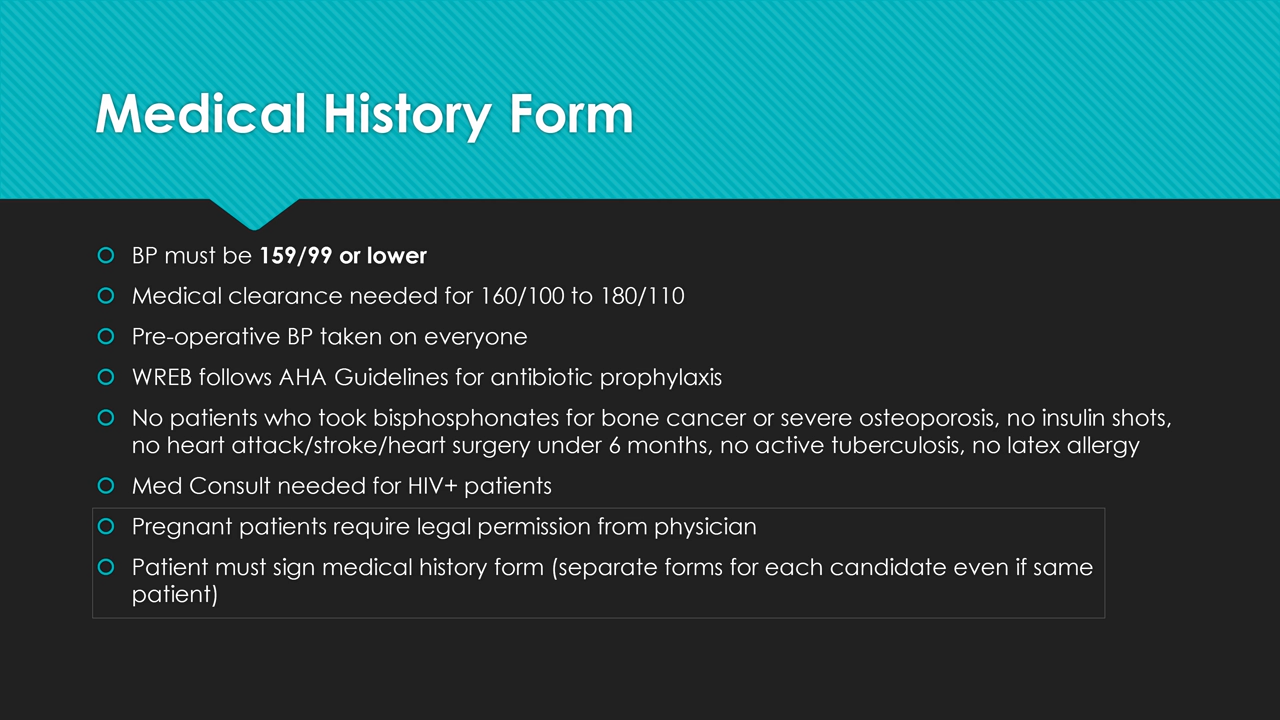 Medical History Form
BP must be 159/99 or lower
Medical clearance needed for 160/100 to 180/110
Pre-operative BP taken on everyone
WREB follows AHA Guidelines for antibiotic prophylaxis
No patients who took bisphosphonates for bone cancer or severe osteoporosis, no insulin shots,
no heart attack/stroke/heart surgery under 6 months, no active tuberculosis, no latex allergy
Med Consult needed for HIV+ patients
Pregnant patients require legal permission from physician
Patient must sign medical history form (separate forms for each candidate even if same
patient)